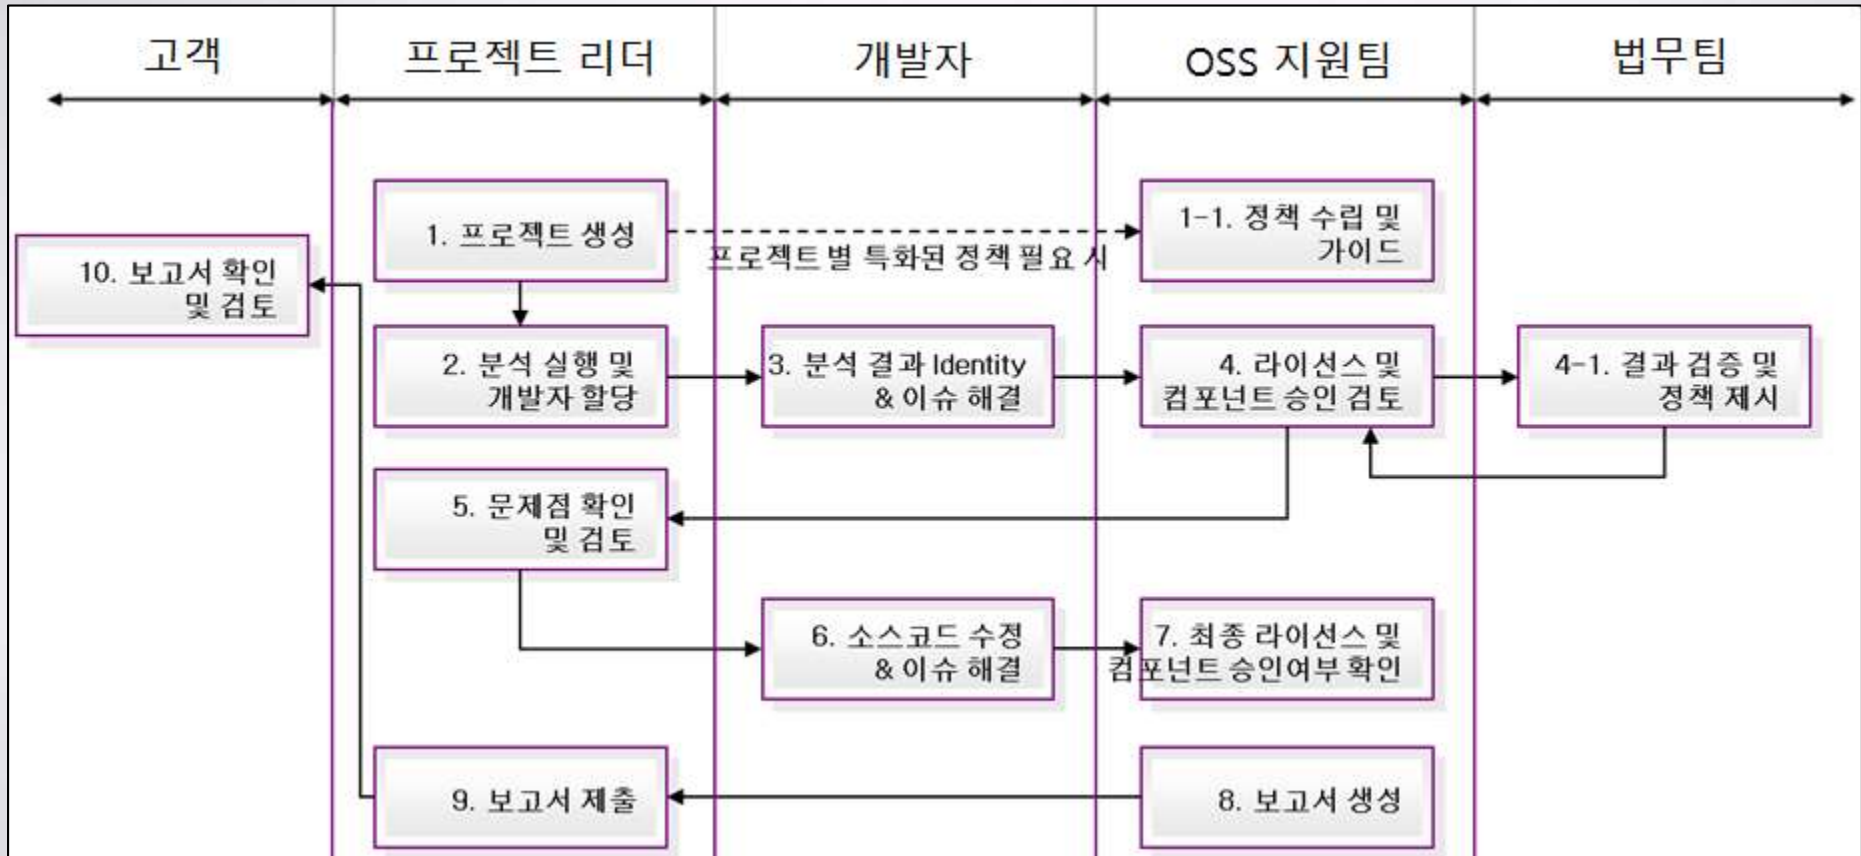 고객
프로젝트 리더
개발자
OSS 지원팀
법무팀
1. 프로젝트 생성
프로젝트 별 특화된 정책 필요 시
1-1. 정책 수립 및
가이드
10. 보고서 확인
및 검토
2. 분석 실행 및
개발자 할당
3. 분석 결과 Identity
& 이슈 해결
4. 라이선스 및
컴포넌트 승인 검토
4-1. 결과 검증 및
정책 제시
5. 문제점 확인
및 검토
6. 소스코드 수정
& 이슈 해결
7. 최종 라이선스 및
컴포넌트 승인여부 확인
9. 보고서 제출
8. 보고서 생성